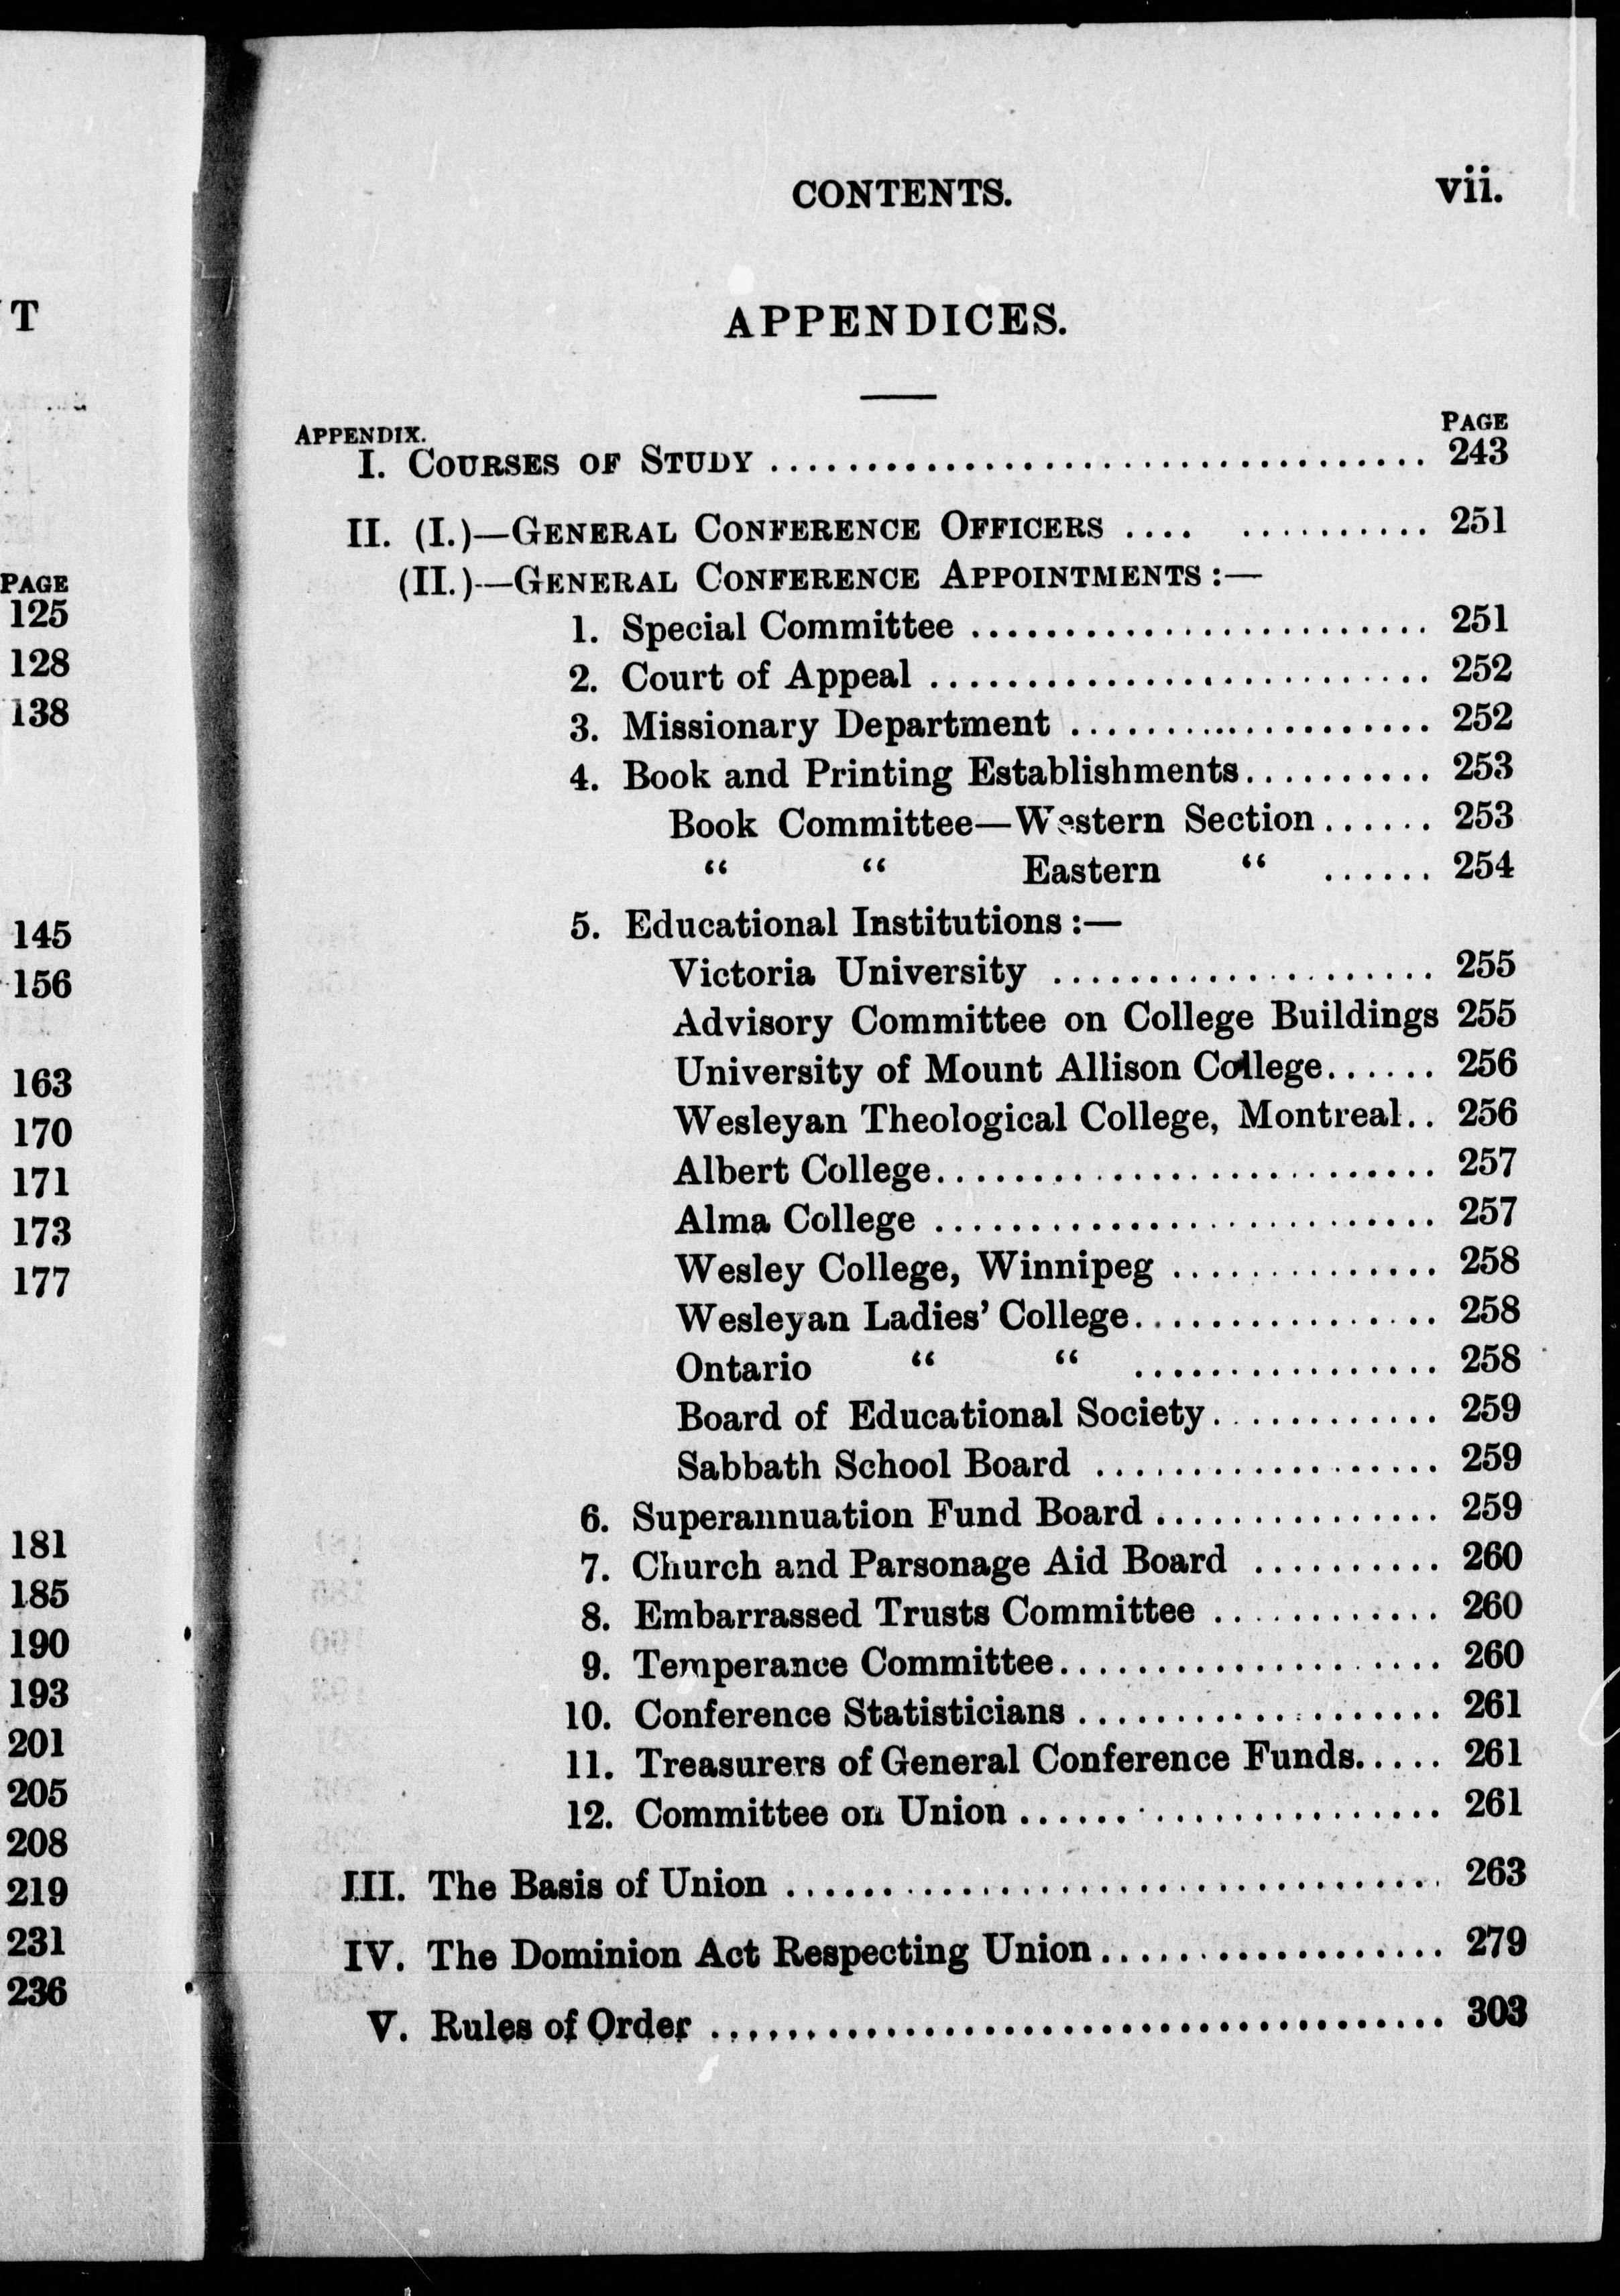 T
PAGE
125
128
138
145
156
163
170
171
173
177
181
185
190
193
201
205
208
219
231
236
CONTENTS. vii.
APPENDICES.
APPENDIX. PAGE
I. COURSES OF STUDY ........................ 243
II. (I.)—GENERAL CONFERENCE OFFICERS .... .......... 251
(II.)—GENERAL CONFERENCE APPOINTMENTS :—
1. Special Committee ........................ 251
2. Court of Appeal .......................... 252
3. Missionary Department ................... 252
4. Book and Printing Establishments.......... 253
Book Committee—Western Section...... 253
“ “ Eastern “ ...... 254
5. Educational Institutions :—
Victoria University .................... 255
Advisory Committee on College Buildings 255
University of Mount Allison College...... 256
Wesleyan Theological College, Montreal.. 256
Albert College.......................... 257
Alma College .......................... 257
Wesley College, Winnipeg .............. 258
Wesleyan Ladies' College................ 258
Ontario “ “ ................ 258
Board of Educational Society............ 259
Sabbath School Board .................. 259
6. Superannuation Fund Board ............... 259
7. Church and Parsonage Aid Board .......... 260
8. Embarrassed Trusts Committee ............ 260
9. Temperance Committee.................... 260
10. Conference Statisticians ................... 261
11. Treasurers of General Conference Funds..... 261
12. Committee on Union ...................... 261
III. The Basis of Union .................................. 263
IV. The Dominion Act Respecting Union.................. 279
V. Rules of Order ...................................... 303